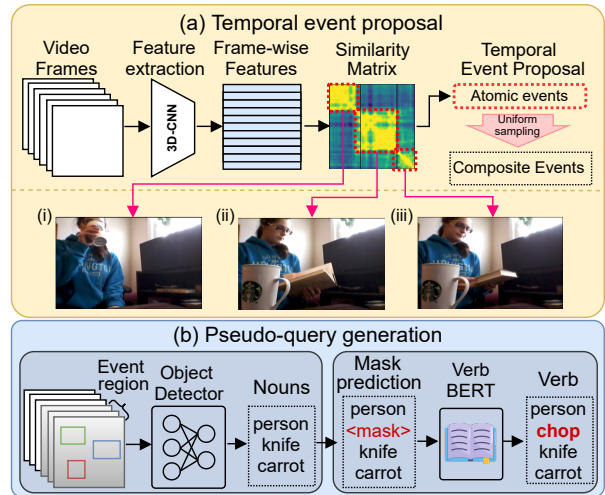 (a) Temporal event proposal
Video Frames
Feature extraction
Frame-wise Features
Similarity Matrix
Temporal Event Proposal
3D-CNN
Atomic events
Uniform sampling
Composite Events
(i)
(ii)
(iii)
(b) Pseudo-query generation
Event region
Object Detector
Nouns
person
knife
carrot
Mask prediction
person
<mask>
knife
carrot
Verb BERT
Verb
person
chop
knife
carrot